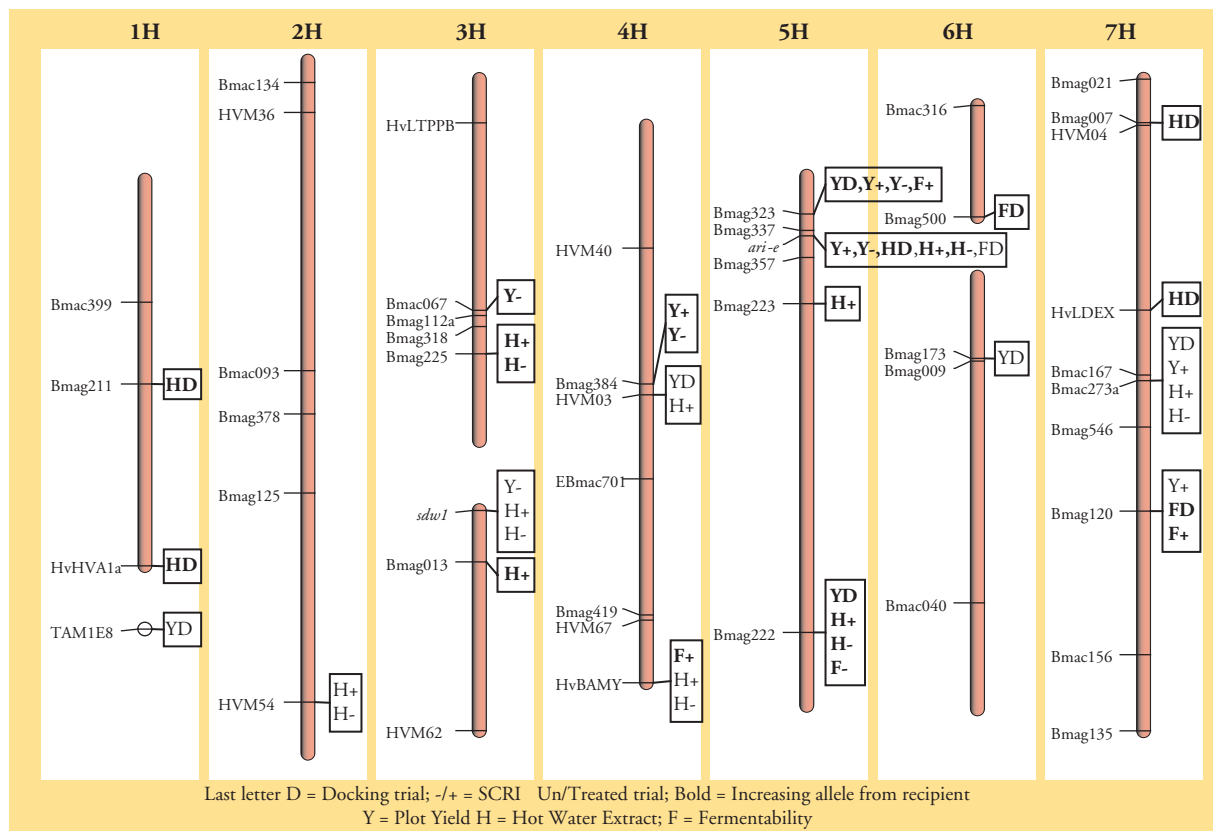 1H
2H
3H
4H
5H
6H
7H
Bmac399
Bmag211
HD
HvHVA1a
HD
TAM1E8
YD
Bmac134
HVM36
Bmac093
Bmag378
Bmag125
HVM54
H+
H-
HvLTPPB
Bmac067
Y-
Bmag112a
Bmag318
Bmag225
H+
H-
sdw1
Y-
H+
H-
Bmag013
H+
HVM62
HVM40
Y+
Y-
Bmag384
HVM03
YD
H+
EBmac701
Bmag419
HVM67
HvBAMY
F+
H+
H-
YD,Y+,Y-,F+
Bmag323
Bmag337
ari-e
Y+,Y-,HD,H+,H-,FD
Bmag357
Bmag223
H+
Bmag222
YD
H+
H-
F-
Bmac316
Bmag500
FD
Bmag173
Bmag009
YD
Bmac040
Bmag021
Bmag007
HVM04
HD
HvLDEX
HD
Bmac167
Bmac273a
YD
Y+
H+
H-
Bmag546
Bmag120
Y+
FD
F+
Bmac156
Bmag135
Last letter D = Docking trial; -/+ = SCRI Un/Treated trial; Bold = Increasing allele from recipient
Y = Plot Yield H = Hot Water Extract; F = Fermentability